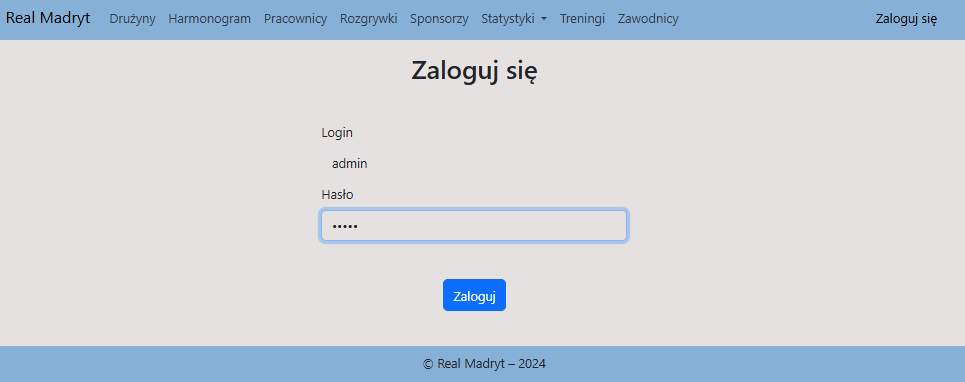 Real Madryt Drużyny Harmonogram Pracownicy Rozgrywki Sponsorzy Statystyki Treningi Zawodnicy Zaloguj się
Zaloguj się
Login
admin
Hasło
•••••
Zaloguj
© Real Madryt – 2024